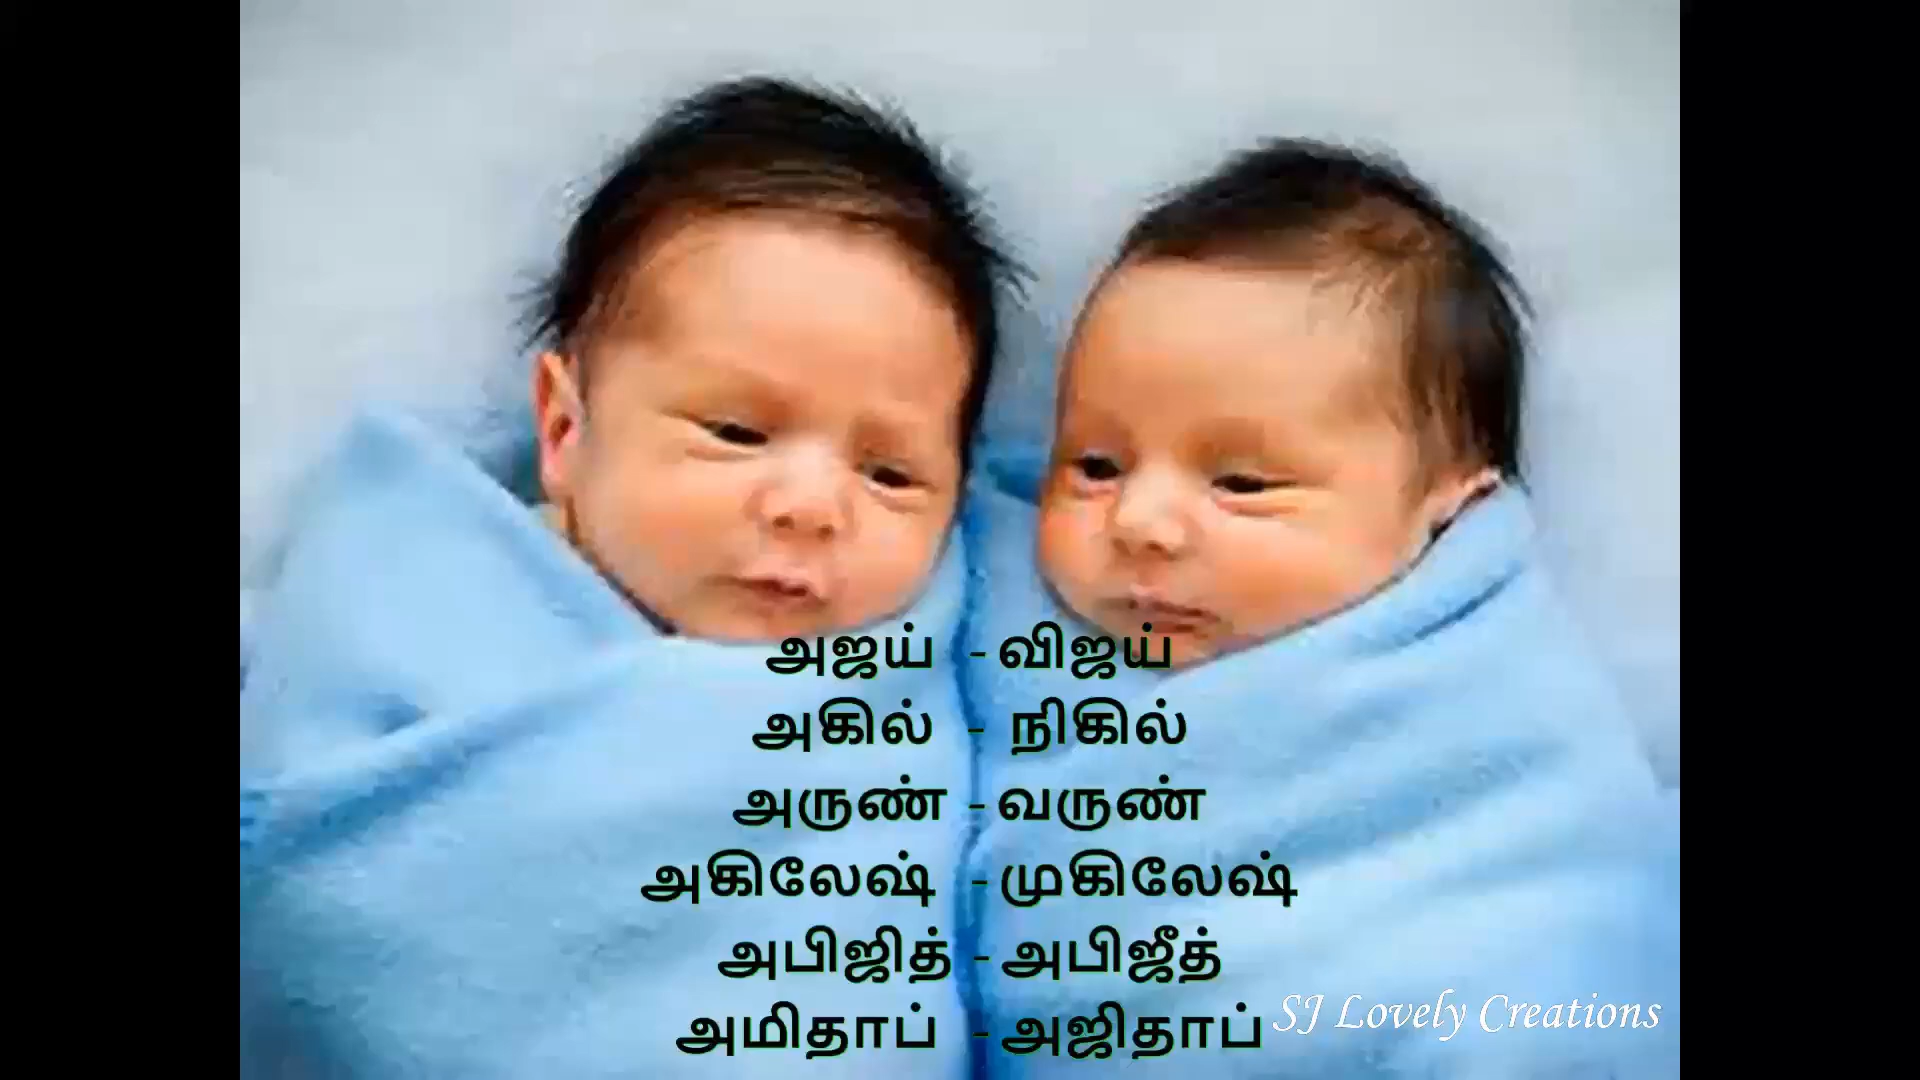 அஜய் - விஜய்
அகில் - நிகில்
அருண் - வருண்
அகிலேஷ் - முகிலேஷ்
அபிஜித் - அபிஜீத்
அமிதாப் - அஜிதாப்
SJ Lovely Creations